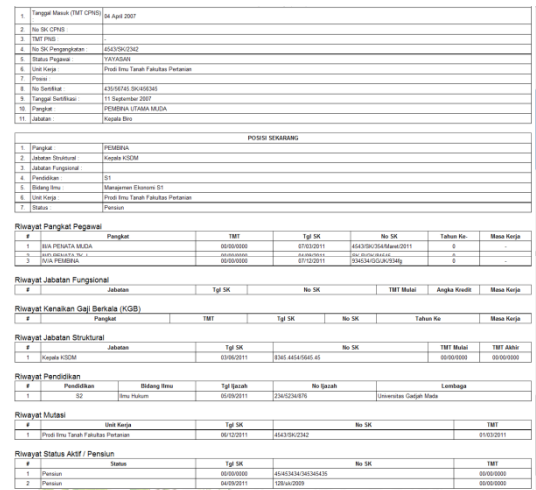 1. Tanggal Masuk (TMT CPNS) 04 April 2007
2. No SK CPNS :
3. TMT PNS : -
4. No SK Pengangkatan : 4543/SK/2342
5. Status Pegawai : YAYASAN
6. Unit Kerja : Prodi Ilmu Tanah Fakultas Pertanian
7. Posisi :
8. No Sertifikat :
9. Tanggal Sertifikasi : 11 September 2007
10. Pangkat : PEMBINA UTAMA MUDA
11. Jabatan : Kepala Biro
POSISI SEKARANG
1. Pangkat : PEMBINA
2. Jabatan Struktural : Kepala KSDM
3. Jabatan Fungsional :
4. Pendidikan : S1
5. Bidang Ilmu : Manajemen Ekonomi S1
6. Unit Kerja : Prodi Ilmu Tanah Fakultas Pertanian
7. Status : Pensiun
Riwayat Pangkat Pegawai
# Pangkat TMT Tgl SK No SK Tahun Ke- Masa Kerja
1 III/A PENATA MUDA 00/00/0000 07/03/2011 4543/SK/354/Maret/2011 0 -
3 IV/A PEMBINA 00/00/0000 07/12/2011 934534/GG/JK/934fg 0 -
Riwayat Jabatan Fungsional
# Jabatan Tgl SK No SK TMT Mulai Angka Kredit Masa Kerja
Riwayat Kenaikan Gaji Berkala (KGB)
# Pangkat TMT Tgl SK No SK Tahun Ke Masa Kerja
Riwayat Jabatan Struktural
# Jabatan Tgl SK No SK TMT Mulai TMT Akhir
1 Kepala KSDM 03/06/2011 8345.4454/5645.45 00/00/0000 00/00/0000
Riwayat Pendidikan
# Pendidikan Bidang Ilmu Tgl Ijazah No Ijazah Lembaga
1 S2 Ilmu Hukum 05/09/2011 234/5234/876 Universitas Gadjah Mada
Riwayat Mutasi
# Unit Kerja Tgl SK No SK TMT
1 Prodi Ilmu Tanah Fakultas Pertanian 06/12/2011 4543/SK/2342 01/03/2011
Riwayat Status Aktif / Pensiun
# Status Tgl SK No SK TMT
1 Pensiun 00/00/0000 45/453434/345345435 00/00/0000
2 Pensiun 04/09/2011 128/uk/2009 00/00/0000